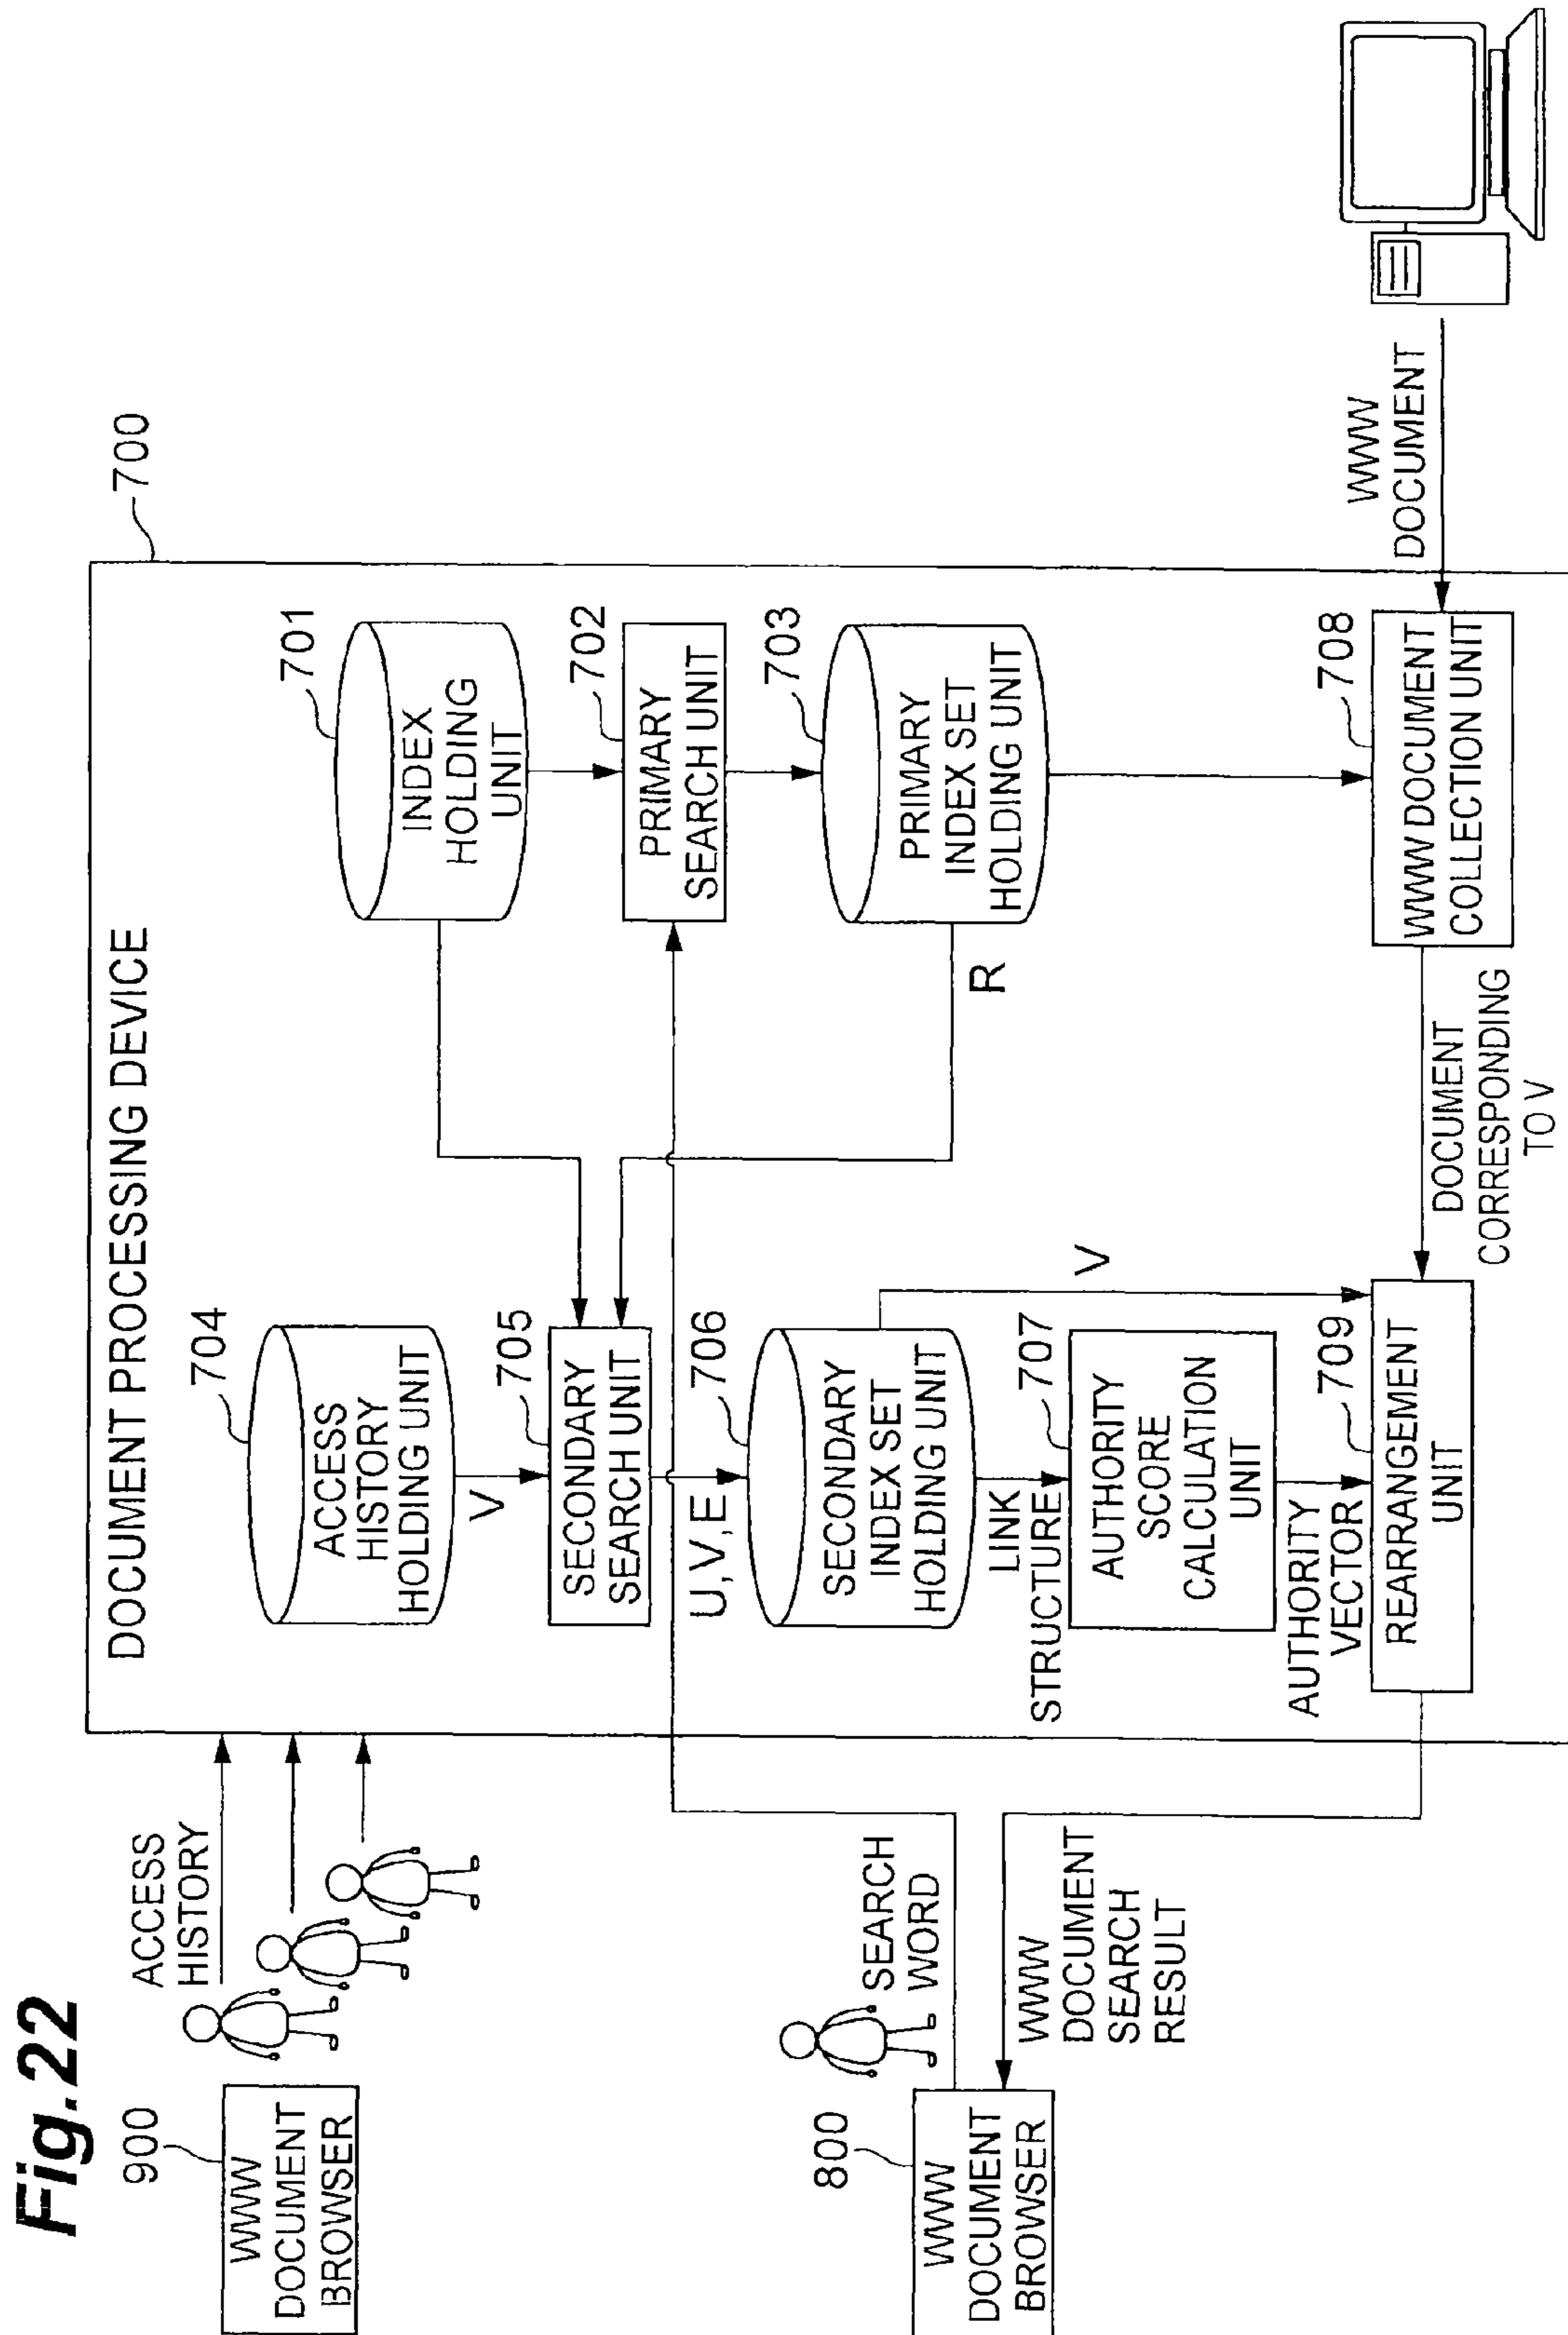 Fig.22
DOCUMENT PROCESSING DEVICE
700
900
WWW
DOCUMENT
BROWSER
ACCESS
HISTORY
704
ACCESS
HISTORY
HOLDING UNIT
V
705
SECONDARY
SEARCH UNIT
U,V,E
706
SECONDARY
INDEX SET
HOLDING UNIT
LINK
STRUCTURE
707
AUTHORITY
SCORE
CALCULATION
UNIT
AUTHORITY
VECTOR
V
709
REARRANGEMENT
UNIT
701
INDEX
HOLDING
UNIT
702
PRIMARY
SEARCH UNIT
703
PRIMARY
INDEX SET
HOLDING UNIT
R
708
WWW DOCUMENT
COLLECTION UNIT
DOCUMENT
CORRESPONDING
TO V
WWW
DOCUMENT
800
WWW
DOCUMENT
BROWSER
SEARCH
WORD
WWW
DOCUMENT
SEARCH
RESULT